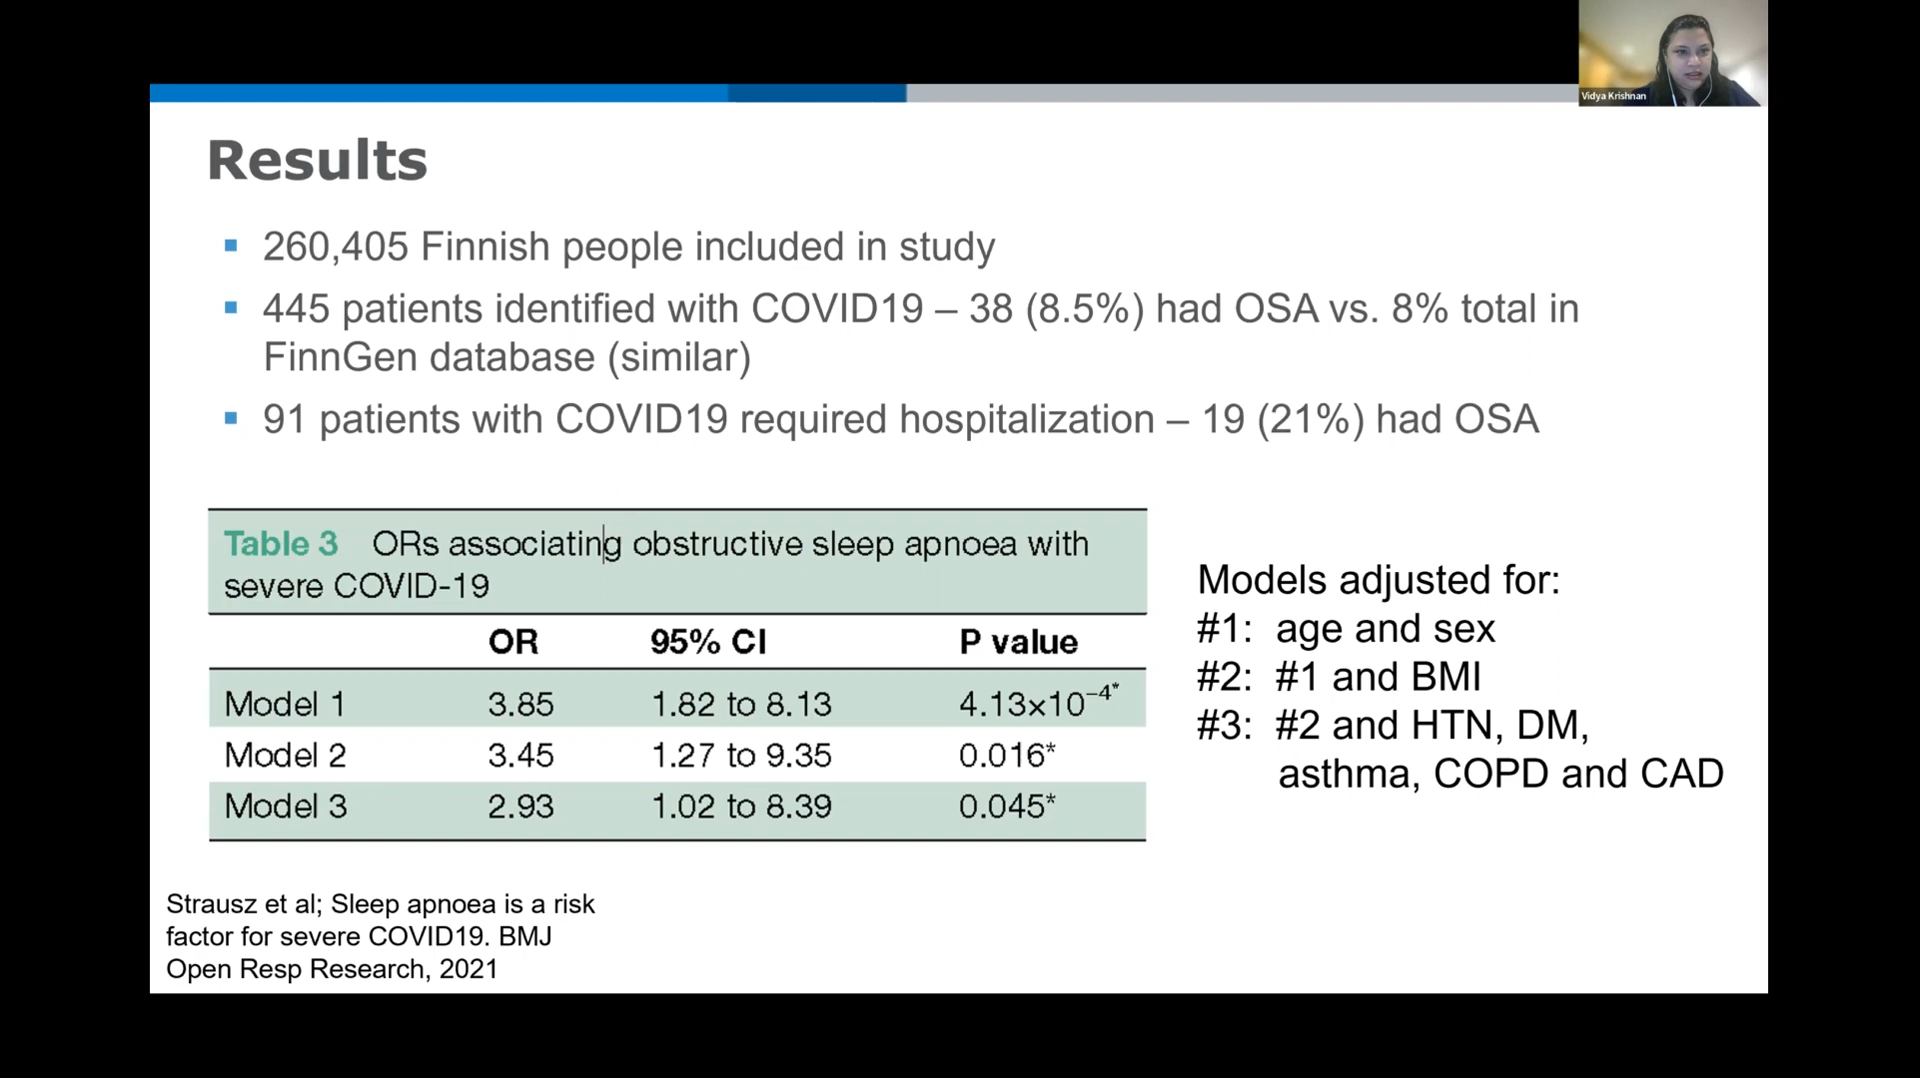 Vidya Krishnan
Results
260,405 Finnish people included in study
445 patients identified with COVID19 – 38 (8.5%) had OSA vs. 8% total in
FinnGen database (similar)
91 patients with COVID19 required hospitalization – 19 (21%) had OSA
Table 3 ORs associating obstructive sleep apnoea with
severe COVID-19
OR 95% CI P value
Model 1 3.85 1.82 to 8.13 4.13×10⁻⁴*
Model 2 3.45 1.27 to 9.35 0.016*
Model 3 2.93 1.02 to 8.39 0.045*
Models adjusted for:
#1: age and sex
#2: #1 and BMI
#3: #2 and HTN, DM,
asthma, COPD and CAD
Strausz et al; Sleep apnoea is a risk
factor for severe COVID19. BMJ
Open Resp Research, 2021